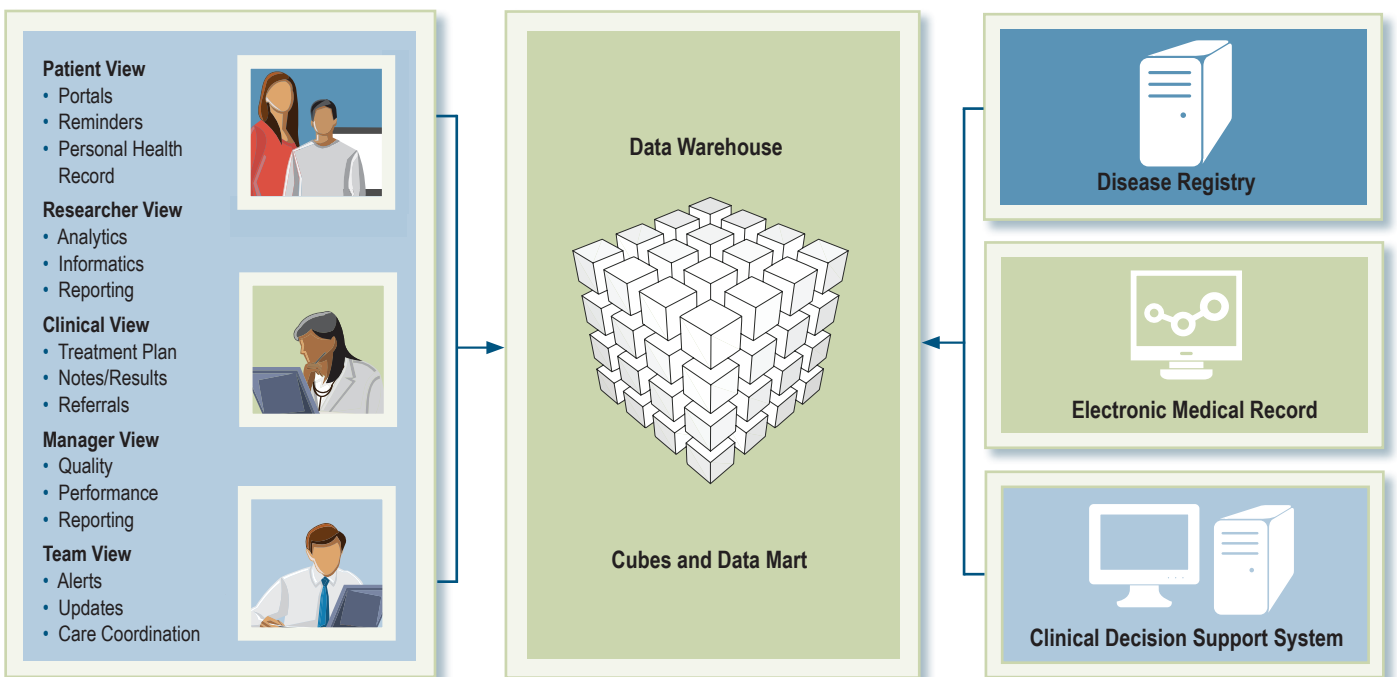 Patient View
• Portals
• Reminders
• Personal Health
Record
Researcher View
• Analytics
• Informatics
• Reporting
Clinical View
• Treatment Plan
• Notes/Results
• Referrals
Manager View
• Quality
• Performance
• Reporting
Team View
• Alerts
• Updates
• Care Coordination
Data Warehouse
Cubes and Data Mart
Disease Registry
Electronic Medical Record
Clinical Decision Support System